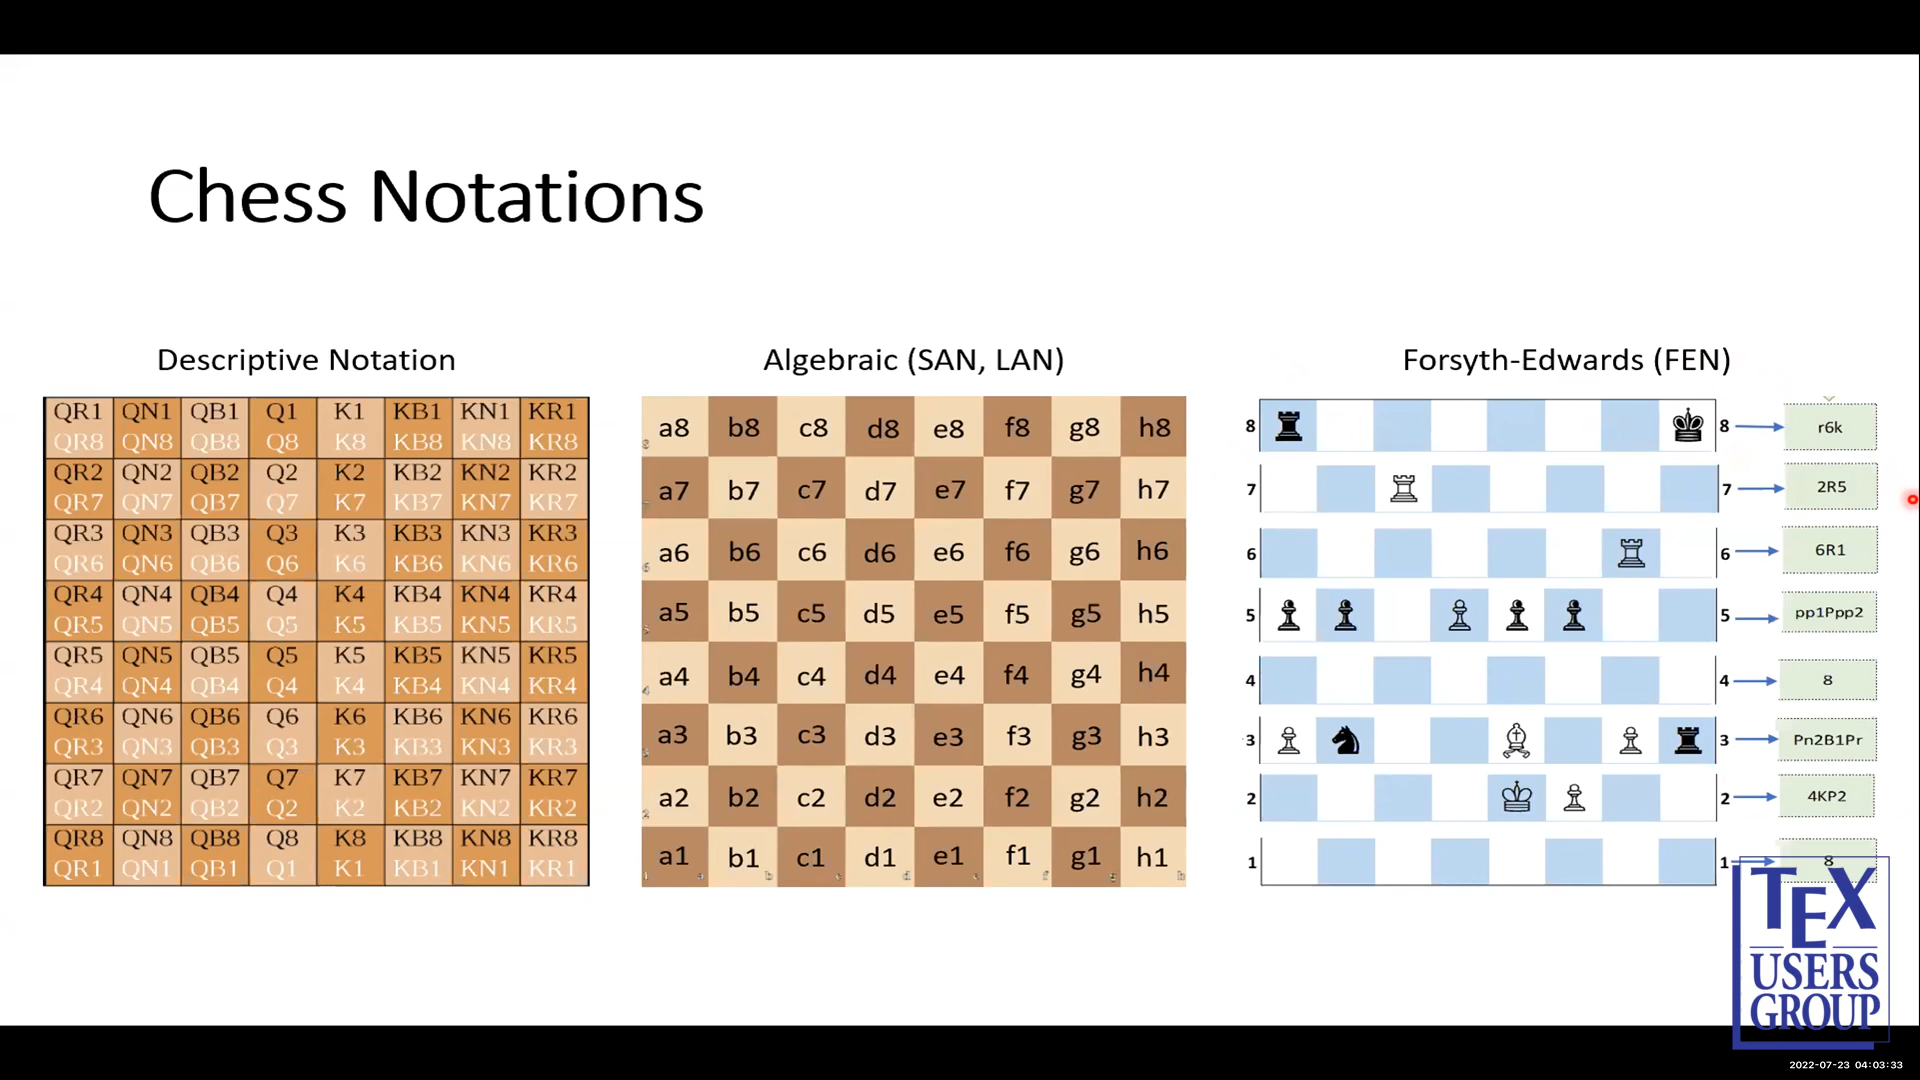 Chess Notations
Descriptive Notation
QR1 QN1 QB1 Q1 K1 KB1 KN1 KR1
QR8 QN8 QB8 Q8 K8 KB8 KN8 KR8
QR2 QN2 QB2 Q2 K2 KB2 KN2 KR2
QR7 QN7 QB7 Q7 K7 KB7 KN7 KR7
QR3 QN3 QB3 Q3 K3 KB3 KN3 KR3
QR6 QN6 QB6 Q6 K6 KB6 KN6 KR6
QR4 QN4 QB4 Q4 K4 KB4 KN4 KR4
QR5 QN5 QB5 Q5 K5 KB5 KN5 KR5
QR5 QN5 QB5 Q5 K5 KB5 KN5 KR5
QR4 QN4 QB4 Q4 K4 KB4 KN4 KR4
QR6 QN6 QB6 Q6 K6 KB6 KN6 KR6
QR3 QN3 QB3 Q3 K3 KB3 KN3 KR3
QR7 QN7 QB7 Q7 K7 KB7 KN7 KR7
QR2 QN2 QB2 Q2 K2 KB2 KN2 KR2
QR8 QN8 QB8 Q8 K8 KB8 KN8 KR8
QR1 QN1 QB1 Q1 K1 KB1 KN1 KR1
Algebraic (SAN, LAN)
a8 b8 c8 d8 e8 f8 g8 h8
a7 b7 c7 d7 e7 f7 g7 h7
a6 b6 c6 d6 e6 f6 g6 h6
a5 b5 c5 d5 e5 f5 g5 h5
a4 b4 c4 d4 e4 f4 g4 h4
a3 b3 c3 d3 e3 f3 g3 h3
a2 b2 c2 d2 e2 f2 g2 h2
a1 b1 c1 d1 e1 f1 g1 h1
Forsyth-Edwards (FEN)
8 8 r6k
7 7 2R5
6 6 6R1
5 5 pp1Ppp2
4 4 8
3 3 Pn2B1Pr
2 2 4KP2
1 1 8
TEX
USERS
GROUP
2022-07-23 04:03:33